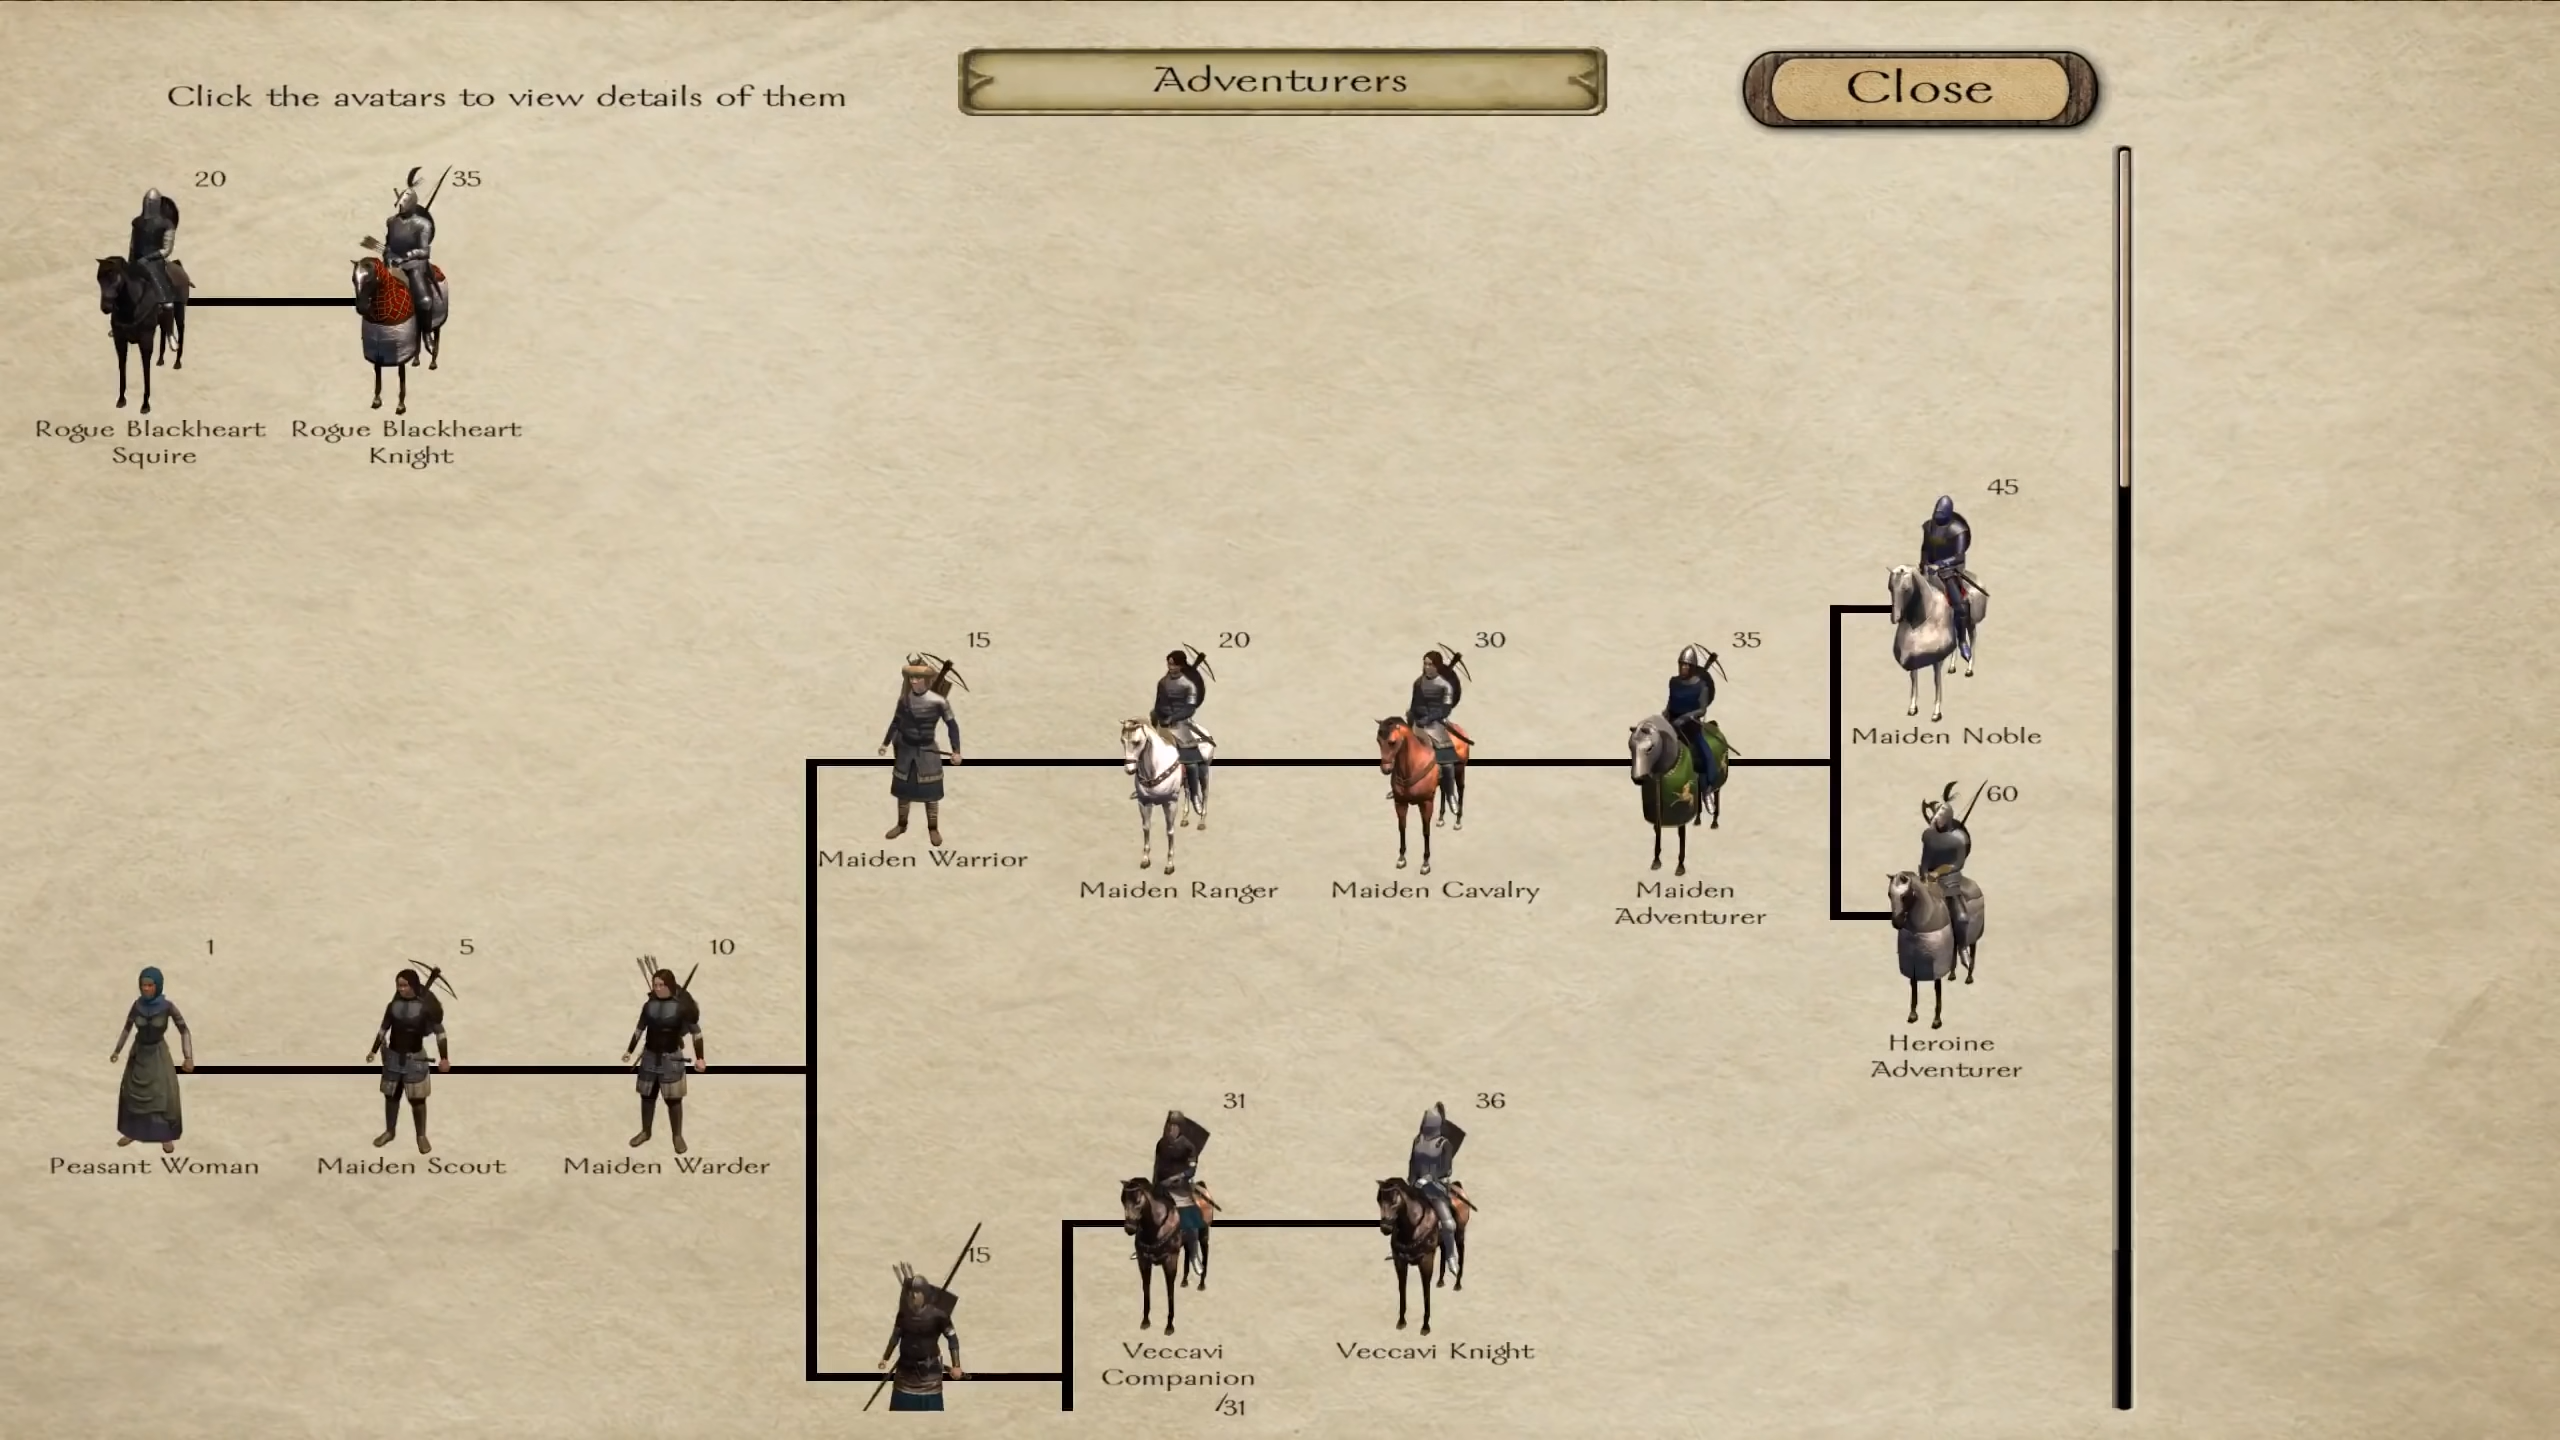 Click the avatars to view details of them
Adventurers
Close
20
35
Rogue Blackheart
Squire
Rogue Blackheart
Knight
45
Maiden Noble
15
20
30
35
60
Maiden Warrior
Maiden Ranger
Maiden Cavalry
Maiden
Adventurer
Heroine
Adventurer
1
5
10
Peasant Woman
Maiden Scout
Maiden Warder
31
36
Veccavi
Companion
Veccavi Knight
15
31